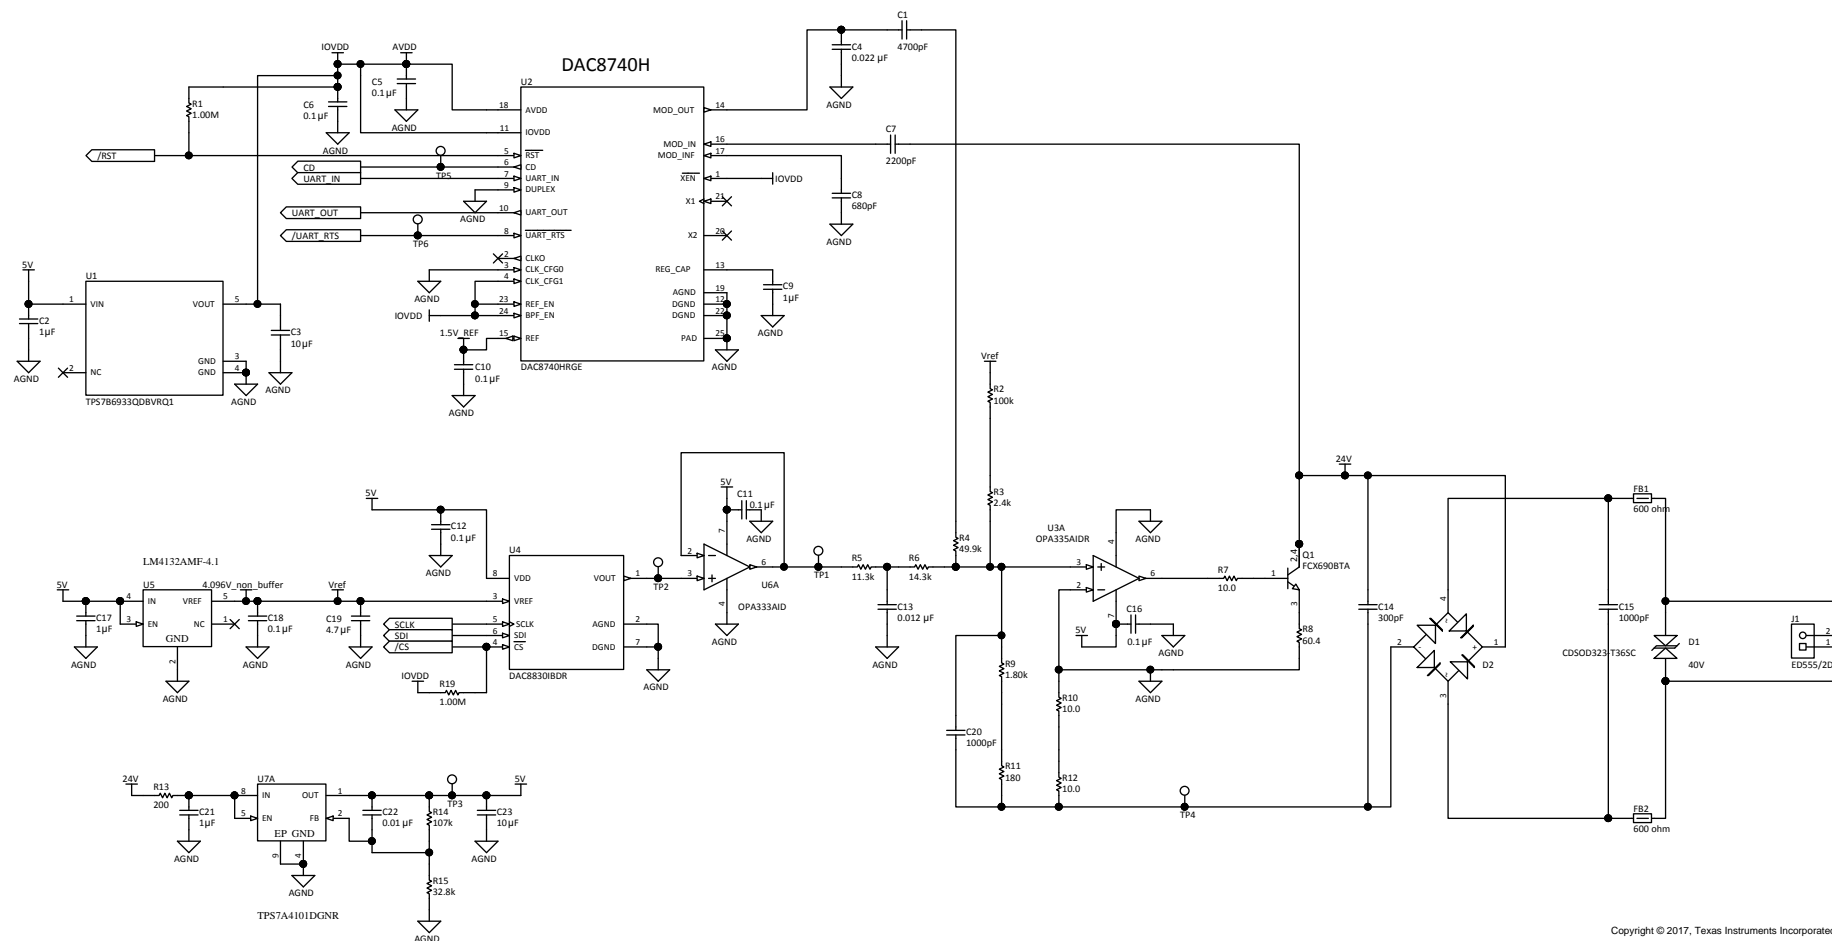 DAC8740H
IOVDD
AVDD
C5
0.1 µF
C6
0.1 µF
AGND
AGND
R1
1.00M
/RST
CD
UART_IN
TP5
AGND
UART_OUT
/UART_RTS
TP6
AGND
IOVDD
1.5V_REF
C10
0.1 µF
AGND
U2
18
AVDD
11
IOVDD
5
RST
6
CD
7
UART_IN
9
DUPLEX
10
UART_OUT
8
UART_RTS
2
CLKO
3
CLK_CFG0
4
CLK_CFG1
23
REF_EN
24
BPF_EN
15
REF
MOD_OUT
14
MOD_IN
16
MOD_INF
17
XEN
1
IOVDD
X1
21
X2
20
REG_CAP
13
AGND
19
DGND
12
DGND
22
PAD
25
DAC8740HRGE
AGND
C9
1µF
AGND
C1
4700pF
C4
0.022 µF
AGND
C7
2200pF
C8
680pF
AGND
5V
C2
1µF
AGND
U1
1
VIN
VOUT
5
2
NC
GND
3
GND
4
TPS7B6933QDBVRQ1
AGND
C3
10 µF
AGND
Vref
R2
100k
R3
2.4k
R4
49.9k
LM4132AMF-4.1
5V
C17
1µF
AGND
U5
4
IN
3
EN
VREF
5
NC
1
GND
2
AGND
4.096V_non_buffer
C18
0.1 µF
AGND
Vref
C19
4.7 µF
AGND
5V
C12
0.1 µF
AGND
SCLK
SDI
/CS
IOVDD
R19
1.00M
U4
8
VDD
3
VREF
5
SCLK
6
SDI
4
CS
VOUT
1
AGND
2
DGND
7
DAC8830IBDR
AGND
TP2
5V
C11
0.1 µF
AGND
7
2
3
6
4
U6A
OPA333AID
AGND
TP1
R5
11.3k
R6
14.3k
C13
0.012 µF
AGND
U3A
OPA335AIDR
4
AGND
3
2
6
7
5V
C16
0.1 µF
AGND
R7
10.0
1
2,4
3
Q1
FCX690BTA
R8
60.4
AGND
R9
1.80k
R10
10.0
C20
1000pF
R11
180
R12
10.0
TP4
24V
C14
300pF
4
2
1
3
~
~
-
+
D2
C15
1000pF
CDSOD323-T36SC
FB1
600 ohm
D1
40V
FB2
600 ohm
J1
2
1
ED555/2D
24V
R13
200
C21
1µF
AGND
U7A
8
IN
5
EN
OUT
1
FB
2
EP GND
9
4
AGND
TPS7A4101DGNR
C22
0.01 µF
TP3
R14
107k
5V
C23
10 µF
AGND
R15
32.8k
AGND
Copyright © 2017, Texas Instruments Incorporated